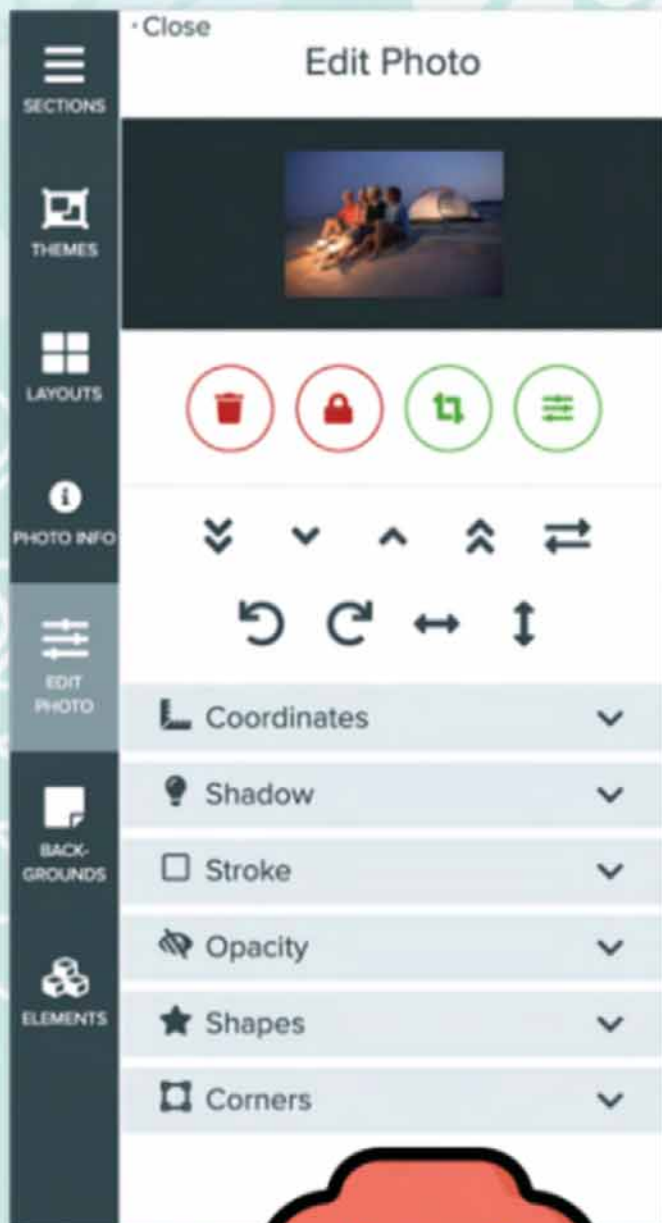 · Close
Edit Photo
SECTIONS
THEMES
LAYOUTS
PHOTO INFO
EDIT
PHOTO
BACK-
GROUNDS
ELEMENTS
Coordinates
Shadow
Stroke
Opacity
Shapes
Corners